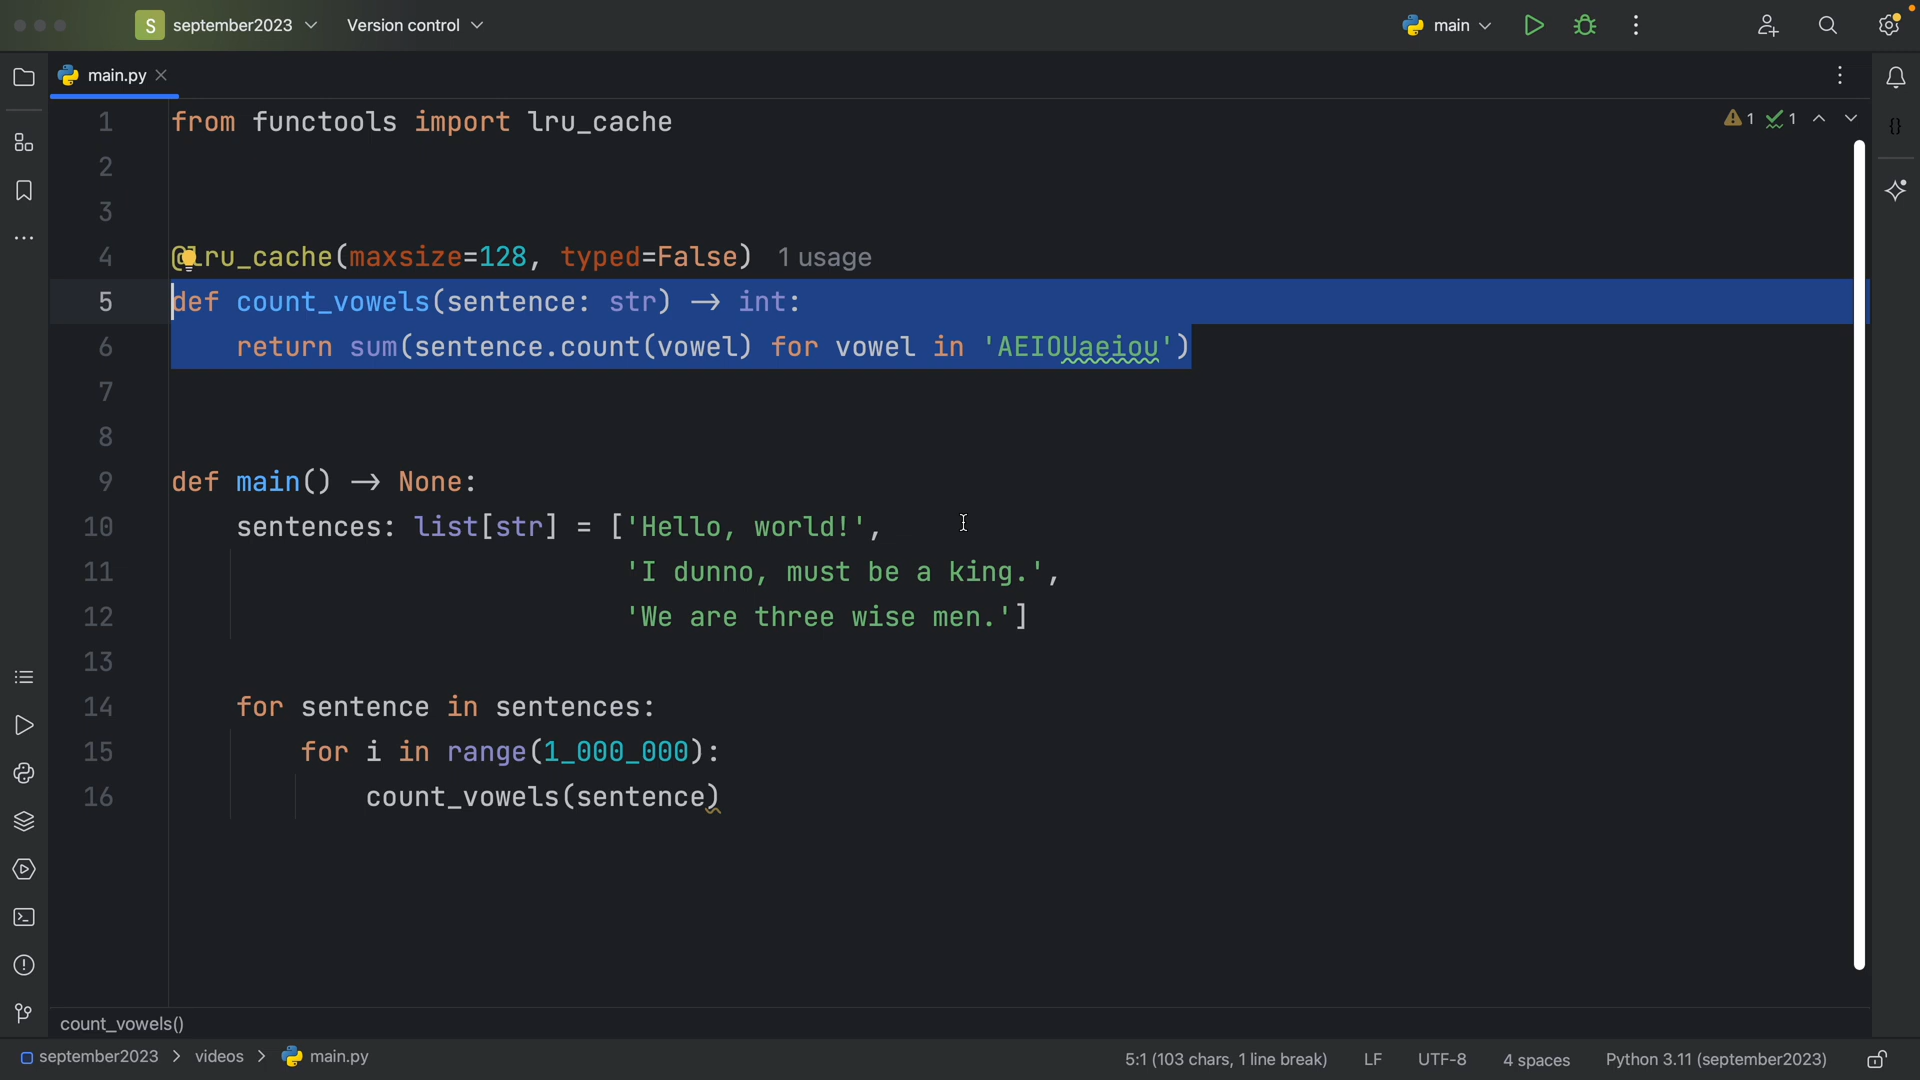 S september2023 Version control main
main.py
1 from functools import lru_cache
1 1
2
3
4 @lru_cache(maxsize=128, typed=False) 1 usage
5 def count_vowels(sentence: str) → int:
6 return sum(sentence.count(vowel) for vowel in 'AEIOUaeiou')
7
8
9 def main() → None:
10 sentences: list[str] = ['Hello, world!',
11 'I dunno, must be a king.',
12 'We are three wise men.']
13
14 for sentence in sentences:
15 for i in range(1_000_000):
16 count_vowels(sentence)
count_vowels()
september2023 > videos > main.py 5:1 (103 chars, 1 line break) LF UTF-8 4 spaces Python 3.11 (september2023)